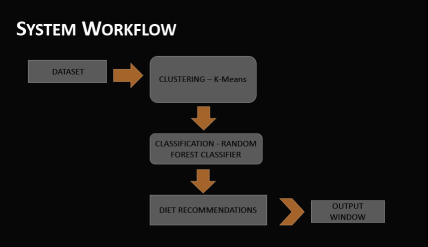 SYSTEM WORKFLOW
DATASET
CLUSTERING – K-Means
CLASSIFICATION - RANDOM
FOREST CLASSIFIER
DIET RECOMMENDATIONS
OUTPUT
WINDOW